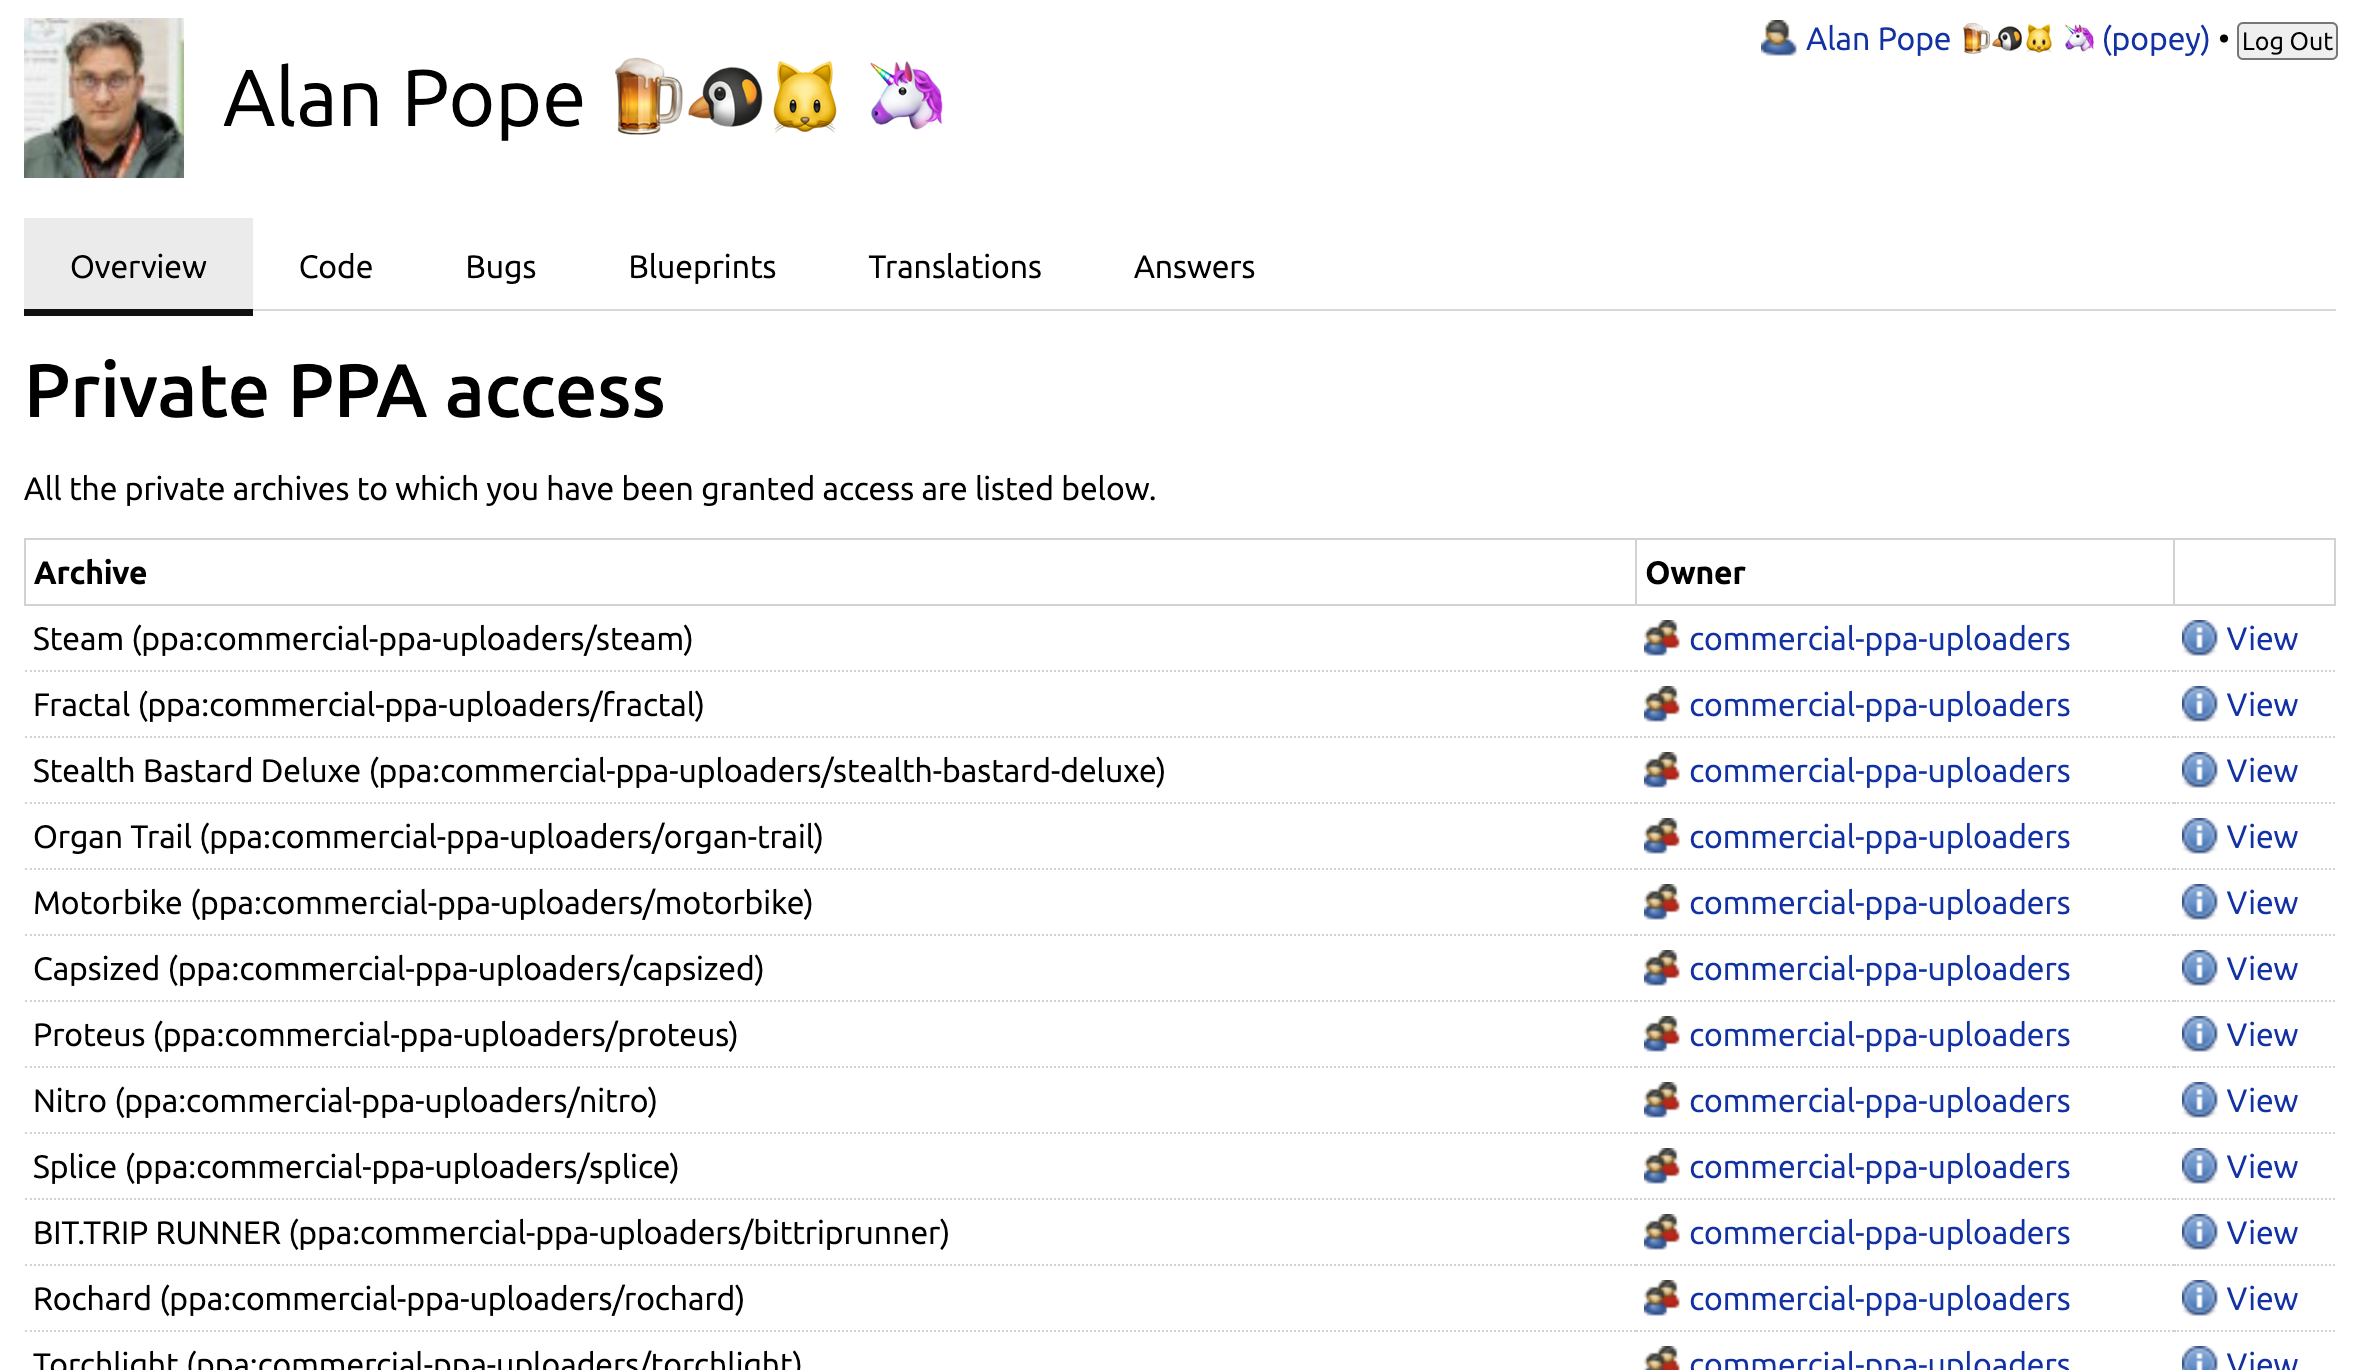 Alan Pope 🍺🐧🐱 🦄 (popey) • Log Out
Alan Pope 🍺🐧🐱 🦄
Overview Code Bugs Blueprints Translations Answers
Private PPA access
All the private archives to which you have been granted access are listed below.
Archive Owner
Steam (ppa:commercial-ppa-uploaders/steam) commercial-ppa-uploaders View
Fractal (ppa:commercial-ppa-uploaders/fractal) commercial-ppa-uploaders View
Stealth Bastard Deluxe (ppa:commercial-ppa-uploaders/stealth-bastard-deluxe) commercial-ppa-uploaders View
Organ Trail (ppa:commercial-ppa-uploaders/organ-trail) commercial-ppa-uploaders View
Motorbike (ppa:commercial-ppa-uploaders/motorbike) commercial-ppa-uploaders View
Capsized (ppa:commercial-ppa-uploaders/capsized) commercial-ppa-uploaders View
Proteus (ppa:commercial-ppa-uploaders/proteus) commercial-ppa-uploaders View
Nitro (ppa:commercial-ppa-uploaders/nitro) commercial-ppa-uploaders View
Splice (ppa:commercial-ppa-uploaders/splice) commercial-ppa-uploaders View
BIT.TRIP RUNNER (ppa:commercial-ppa-uploaders/bittriprunner) commercial-ppa-uploaders View
Rochard (ppa:commercial-ppa-uploaders/rochard) commercial-ppa-uploaders View
Torchlight (ppa:commercial-ppa-uploaders/torchlight) commercial-ppa-uploaders View